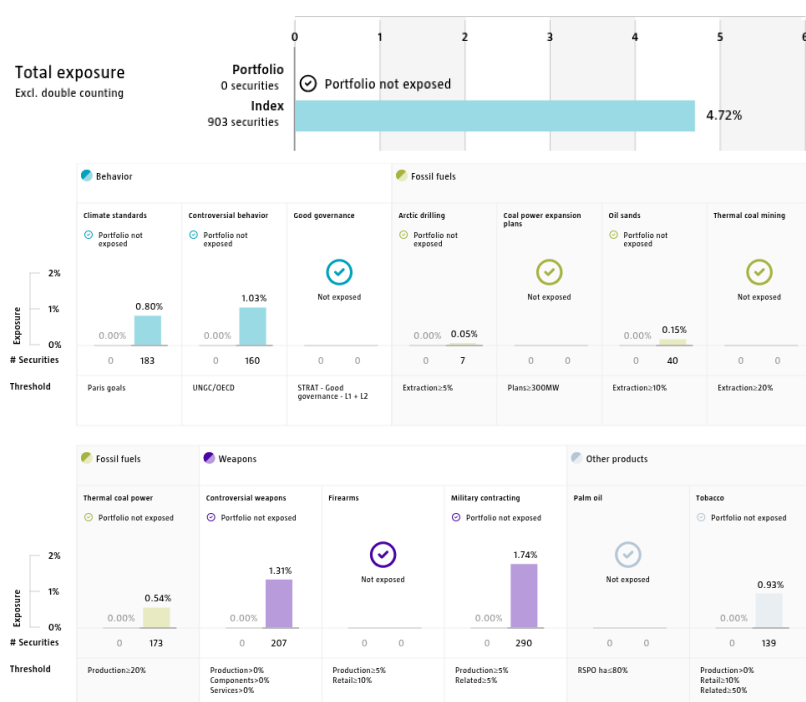 0 1 2 3 4 5 6
Total exposure
Excl. double counting
Portfolio
0 securities
Portfolio not exposed
Index
903 securities
4.72%
Behavior
Fossil fuels
Climate standards
Portfolio not
exposed
Controversial behavior
Portfolio not
exposed
Good governance
Not exposed
Arctic drilling
Portfolio not
exposed
Coal power expansion
plans
Not exposed
Oil sands
Portfolio not
exposed
Thermal coal mining
Not exposed
Exposure
2%
1%
0%
0.00% 0.80%
0.00% 1.03%
0.00% 0.05%
0.00% 0.15%
# Securities 0 183 0 160 0 0 0 7 0 0 0 40 0 0
Threshold
Paris goals
UNGC/OECD
STRAT - Good
governance - L1 + L2
Extraction≥5%
Plans≥300MW
Extraction≥10%
Extraction≥20%
Fossil fuels
Weapons
Other products
Thermal coal power
Portfolio not exposed
Controversial weapons
Portfolio not exposed
Firearms
Not exposed
Military contracting
Portfolio not exposed
Palm oil
Not exposed
Tobacco
Portfolio not exposed
Exposure
2%
1%
0%
0.00% 0.54%
0.00% 1.31%
0.00% 1.74%
0.00% 0.93%
# Securities 0 173 0 207 0 0 0 290 0 0 0 139
Threshold
Production≥20%
Production>0%
Components>0%
Services>0%
Production≥5%
Retail≥10%
Production≥5%
Related≥5%
RSPO ha≤80%
Production>0%
Retail≥10%
Related≥50%